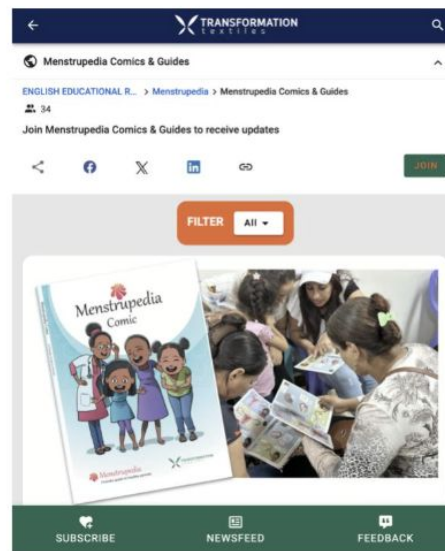 TRANSFORMATION
textiles
Menstrupedia Comics & Guides
ENGLISH EDUCATIONAL R... > Menstrupedia > Menstrupedia Comics & Guides
34
Join Menstrupedia Comics & Guides to receive updates
JOIN
FILTER All
Menstrupedia
Comic
Menstrupedia
TRANSFORMATION
SUBSCRIBE NEWSFEED FEEDBACK